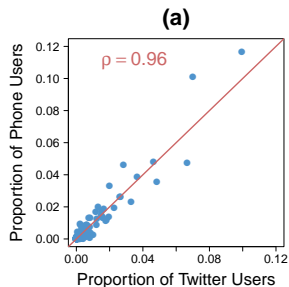 (a)
ρ = 0.96
Proportion of Phone Users
0.12
0.10
0.08
0.06
0.04
0.02
0.00
0.00 0.04 0.08 0.12
Proportion of Twitter Users